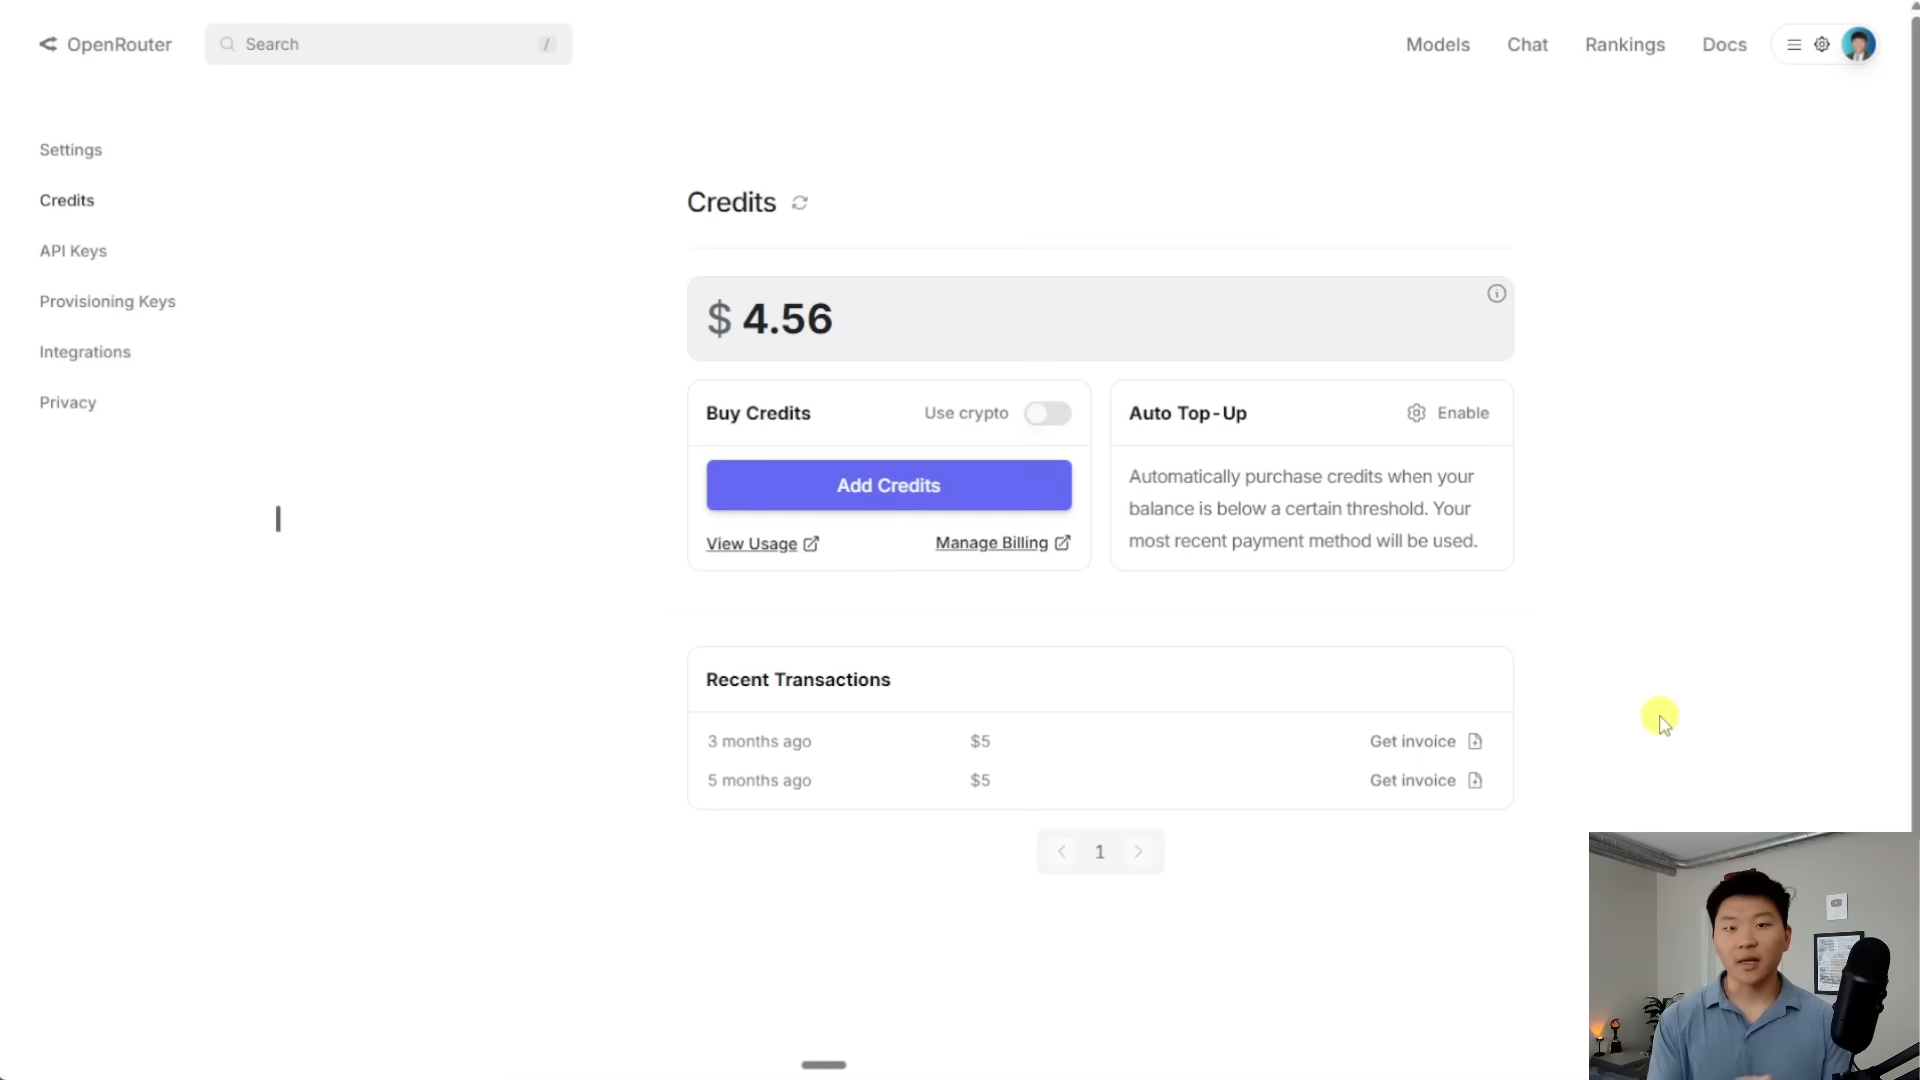 OpenRouter
Search
/
Models
Chat
Rankings
Docs
Settings
Credits
API Keys
Provisioning Keys
Integrations
Privacy
Credits
$ 4.56
Buy Credits
Use crypto
Add Credits
View Usage
Manage Billing
Auto Top-Up
Enable
Automatically purchase credits when your
balance is below a certain threshold. Your
most recent payment method will be used.
Recent Transactions
3 months ago $5 Get invoice
5 months ago $5 Get invoice
1